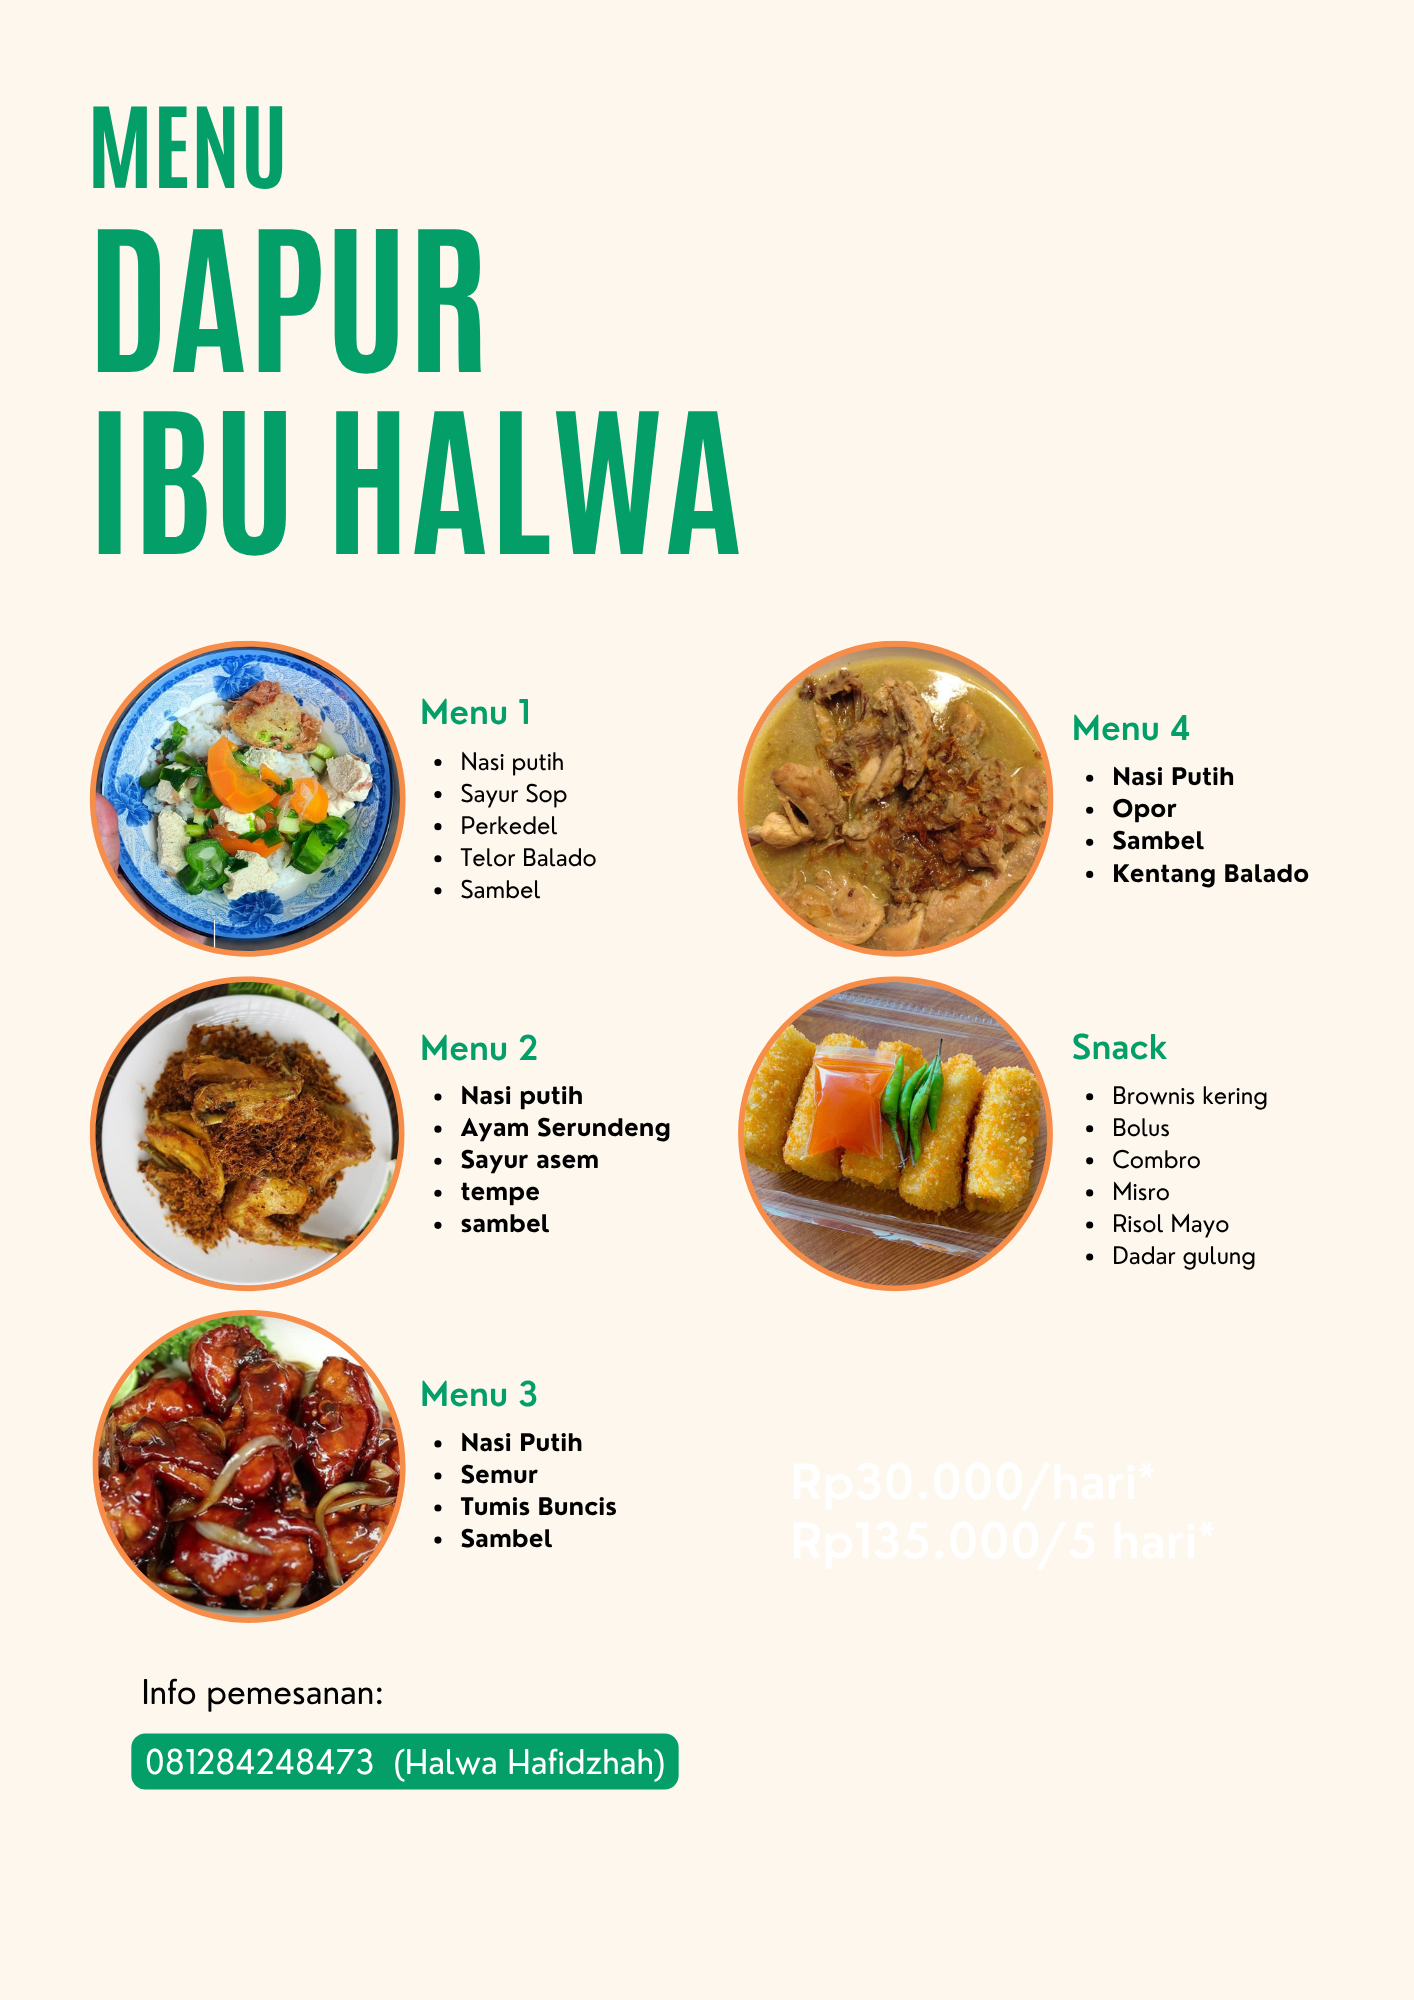 MENU
DAPUR
IBU HALWA
Menu 1
• Nasi putih
• Sayur Sop
• Perkedel
• Telor Balado
• Sambel
Menu 2
• Nasi putih
• Ayam Serundeng
• Sayur asem
• tempe
• sambel
Menu 3
• Nasi Putih
• Semur
• Tumis Buncis
• Sambel
Menu 4
• Nasi Putih
• Opor
• Sambel
• Kentang Balado
Snack
• Brownis kering
• Bolus
• Combro
• Misro
• Risol Mayo
• Dadar gulung
Rp30.000/hari*
Rp135.000/5 hari*
Info pemesanan:
081284248473 (Halwa Hafidzhah)